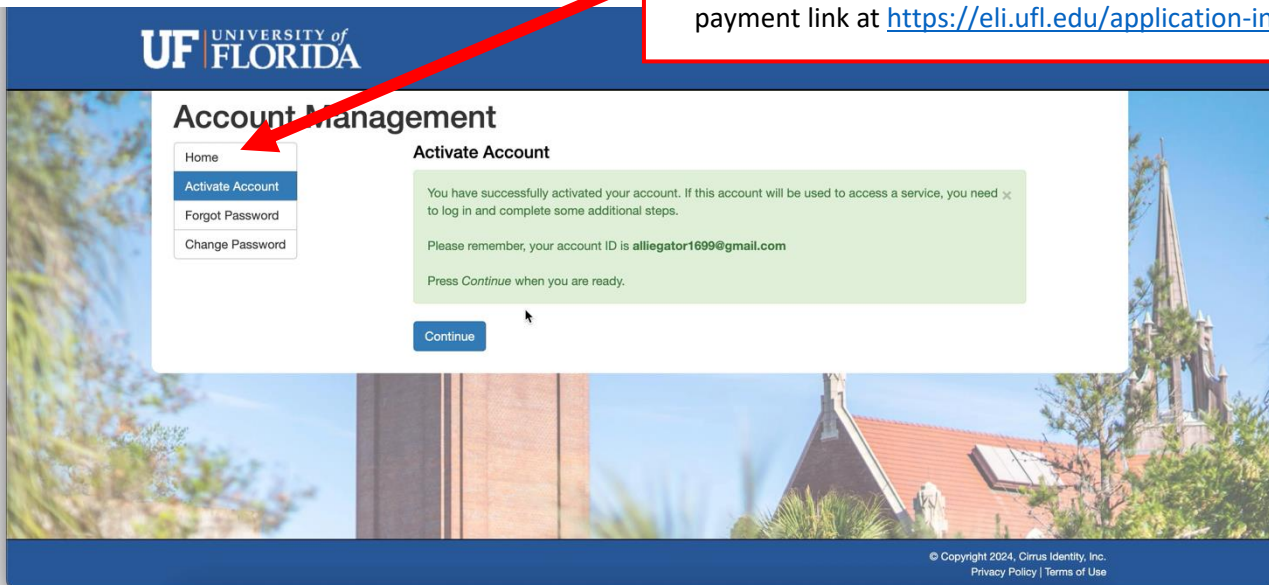 payment link at https://eli.ufl.edu/application-in
UF UNIVERSITY of
FLORIDA
Account Management
Home
Activate Account
Forgot Password
Change Password
Activate Account
You have successfully activated your account. If this account will be used to access a service, you need ×
to log in and complete some additional steps.
Please remember, your account ID is alliegator1699@gmail.com
Press Continue when you are ready.
Continue
© Copyright 2024, Cirrus Identity, Inc.
Privacy Policy | Terms of Use